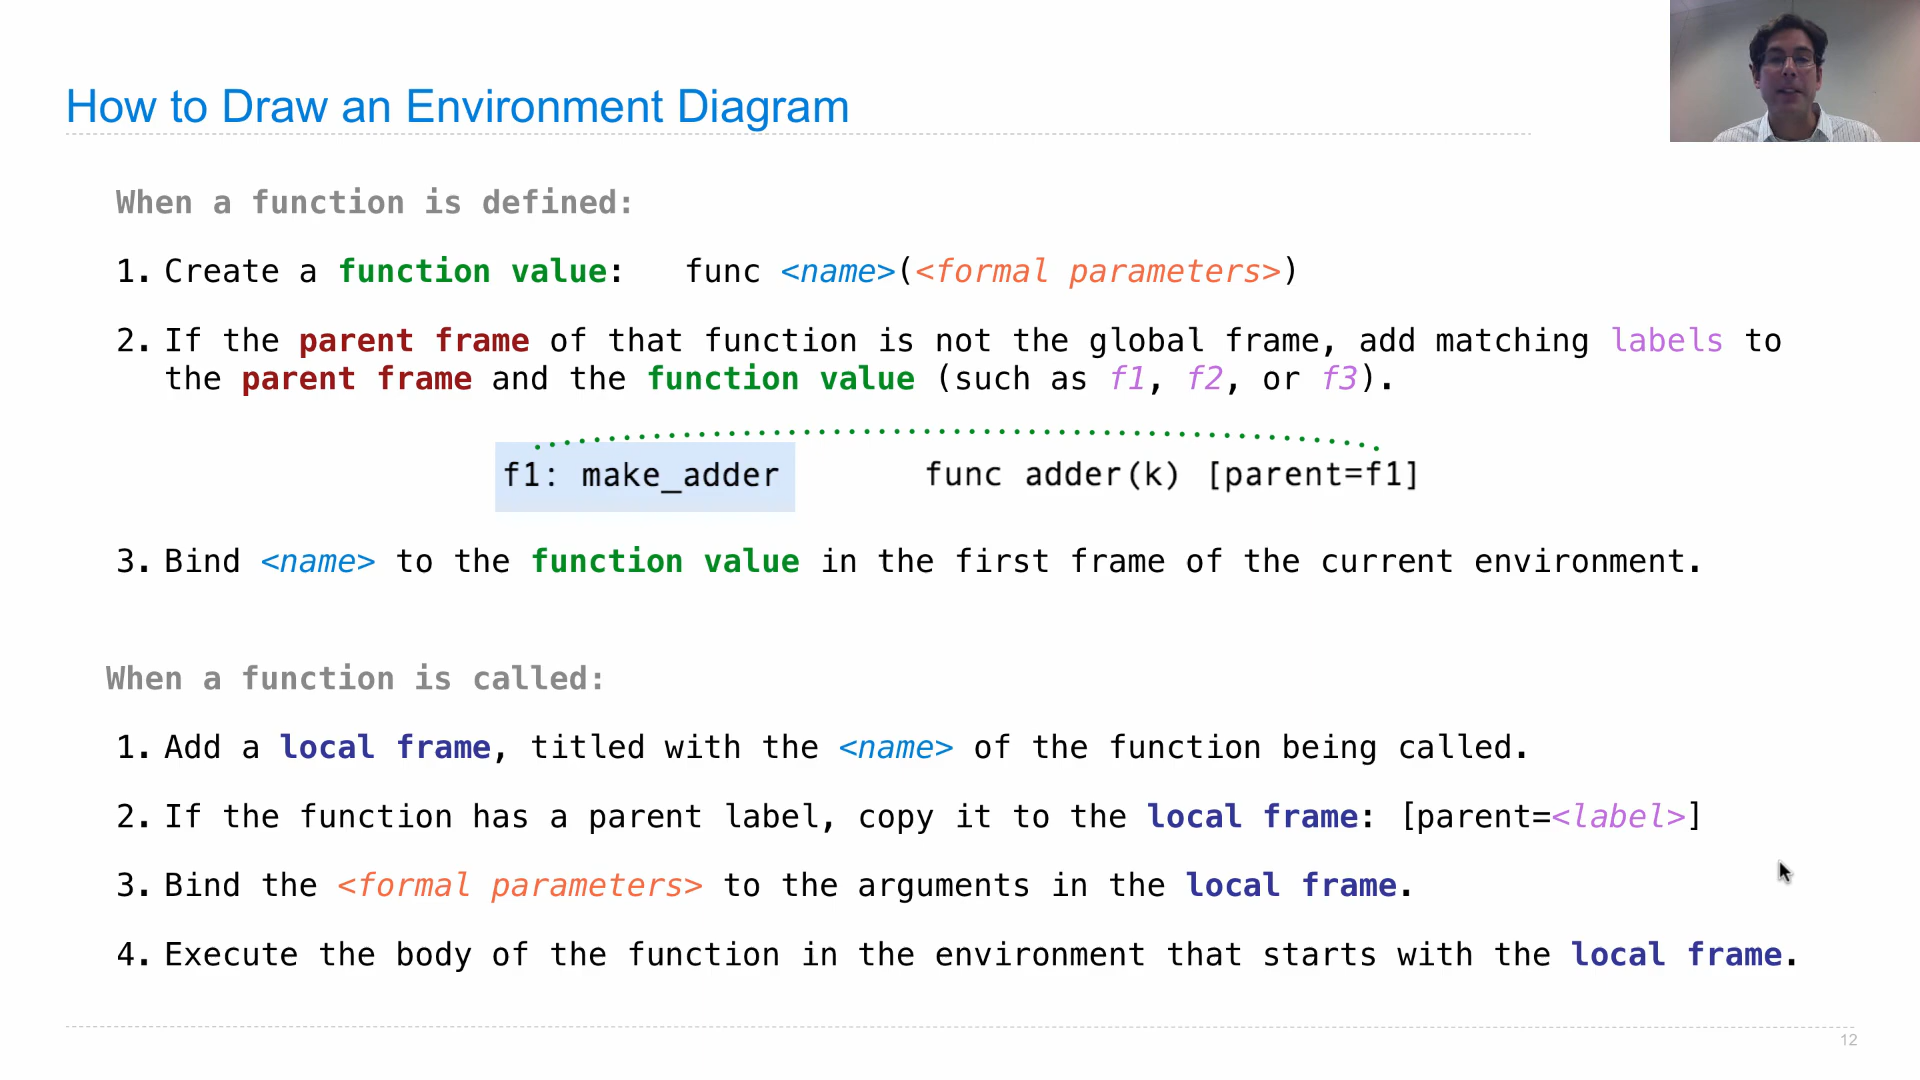 How to Draw an Environment Diagram
When a function is defined:
1. Create a function value: func <name>(<formal parameters>)
2. If the parent frame of that function is not the global frame, add matching labels to
the parent frame and the function value (such as f1, f2, or f3).
f1: make_adder func adder(k) [parent=f1]
3. Bind <name> to the function value in the first frame of the current environment.
When a function is called:
1. Add a local frame, titled with the <name> of the function being called.
2. If the function has a parent label, copy it to the local frame: [parent=<label>]
3. Bind the <formal parameters> to the arguments in the local frame.
4. Execute the body of the function in the environment that starts with the local frame.
12